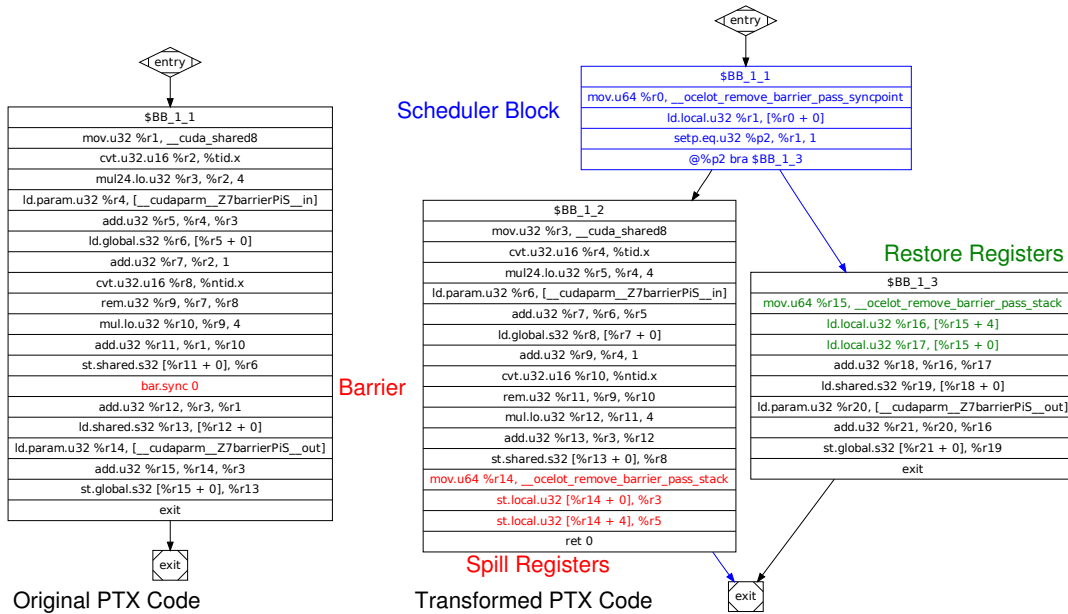 entry
$BB_1_1
mov.u32 %r1, __cuda_shared8
cvt.u32.u16 %r2, %tid.x
mul24.lo.u32 %r3, %r2, 4
ld.param.u32 %r4, [__cudaparm__Z7barrierPiS__in]
add.u32 %r5, %r4, %r3
ld.global.s32 %r6, [%r5 + 0]
add.u32 %r7, %r2, 1
cvt.u32.u16 %r8, %ntid.x
rem.u32 %r9, %r7, %r8
mul.lo.u32 %r10, %r9, 4
add.u32 %r11, %r1, %r10
st.shared.s32 [%r11 + 0], %r6
bar.sync 0
Barrier
add.u32 %r12, %r3, %r1
ld.shared.s32 %r13, [%r12 + 0]
ld.param.u32 %r14, [__cudaparm__Z7barrierPiS__out]
add.u32 %r15, %r14, %r3
st.global.s32 [%r15 + 0], %r13
exit
exit
Original PTX Code
entry
Scheduler Block
$BB_1_1
mov.u64 %r0, __ocelot_remove_barrier_pass_syncpoint
ld.local.u32 %r1, [%r0 + 0]
setp.eq.u32 %p2, %r1, 1
@%p2 bra $BB_1_3
$BB_1_2
mov.u32 %r3, __cuda_shared8
cvt.u32.u16 %r4, %tid.x
mul24.lo.u32 %r5, %r4, 4
ld.param.u32 %r6, [__cudaparm__Z7barrierPiS__in]
add.u32 %r7, %r6, %r5
ld.global.s32 %r8, [%r7 + 0]
add.u32 %r9, %r4, 1
cvt.u32.u16 %r10, %ntid.x
rem.u32 %r11, %r9, %r10
mul.lo.u32 %r12, %r11, 4
add.u32 %r13, %r3, %r12
st.shared.s32 [%r13 + 0], %r8
mov.u64 %r14, __ocelot_remove_barrier_pass_stack
st.local.u32 [%r14 + 0], %r3
st.local.u32 [%r14 + 4], %r5
ret 0
Spill Registers
Restore Registers
$BB_1_3
mov.u64 %r15, __ocelot_remove_barrier_pass_stack
ld.local.u32 %r16, [%r15 + 4]
ld.local.u32 %r17, [%r15 + 0]
add.u32 %r18, %r16, %r17
ld.shared.s32 %r19, [%r18 + 0]
ld.param.u32 %r20, [__cudaparm__Z7barrierPiS__out]
add.u32 %r21, %r20, %r16
st.global.s32 [%r21 + 0], %r19
exit
exit
Transformed PTX Code